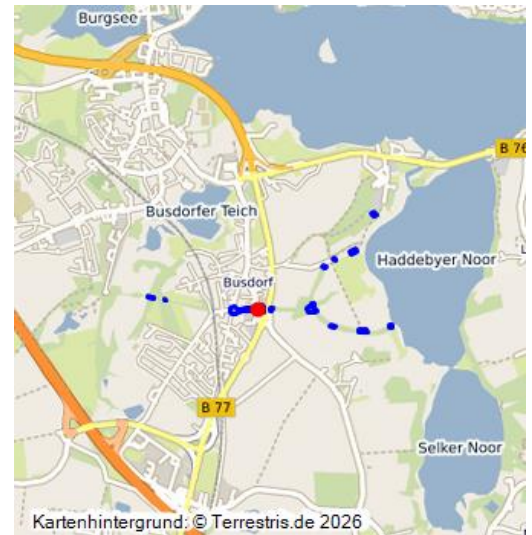 Burgsee
B 76
Busdorfer Teich
Haddebyer Noor
Busdorf
B 77
Selker Noor
Kartenhintergrund: © Terrestris.de 2026